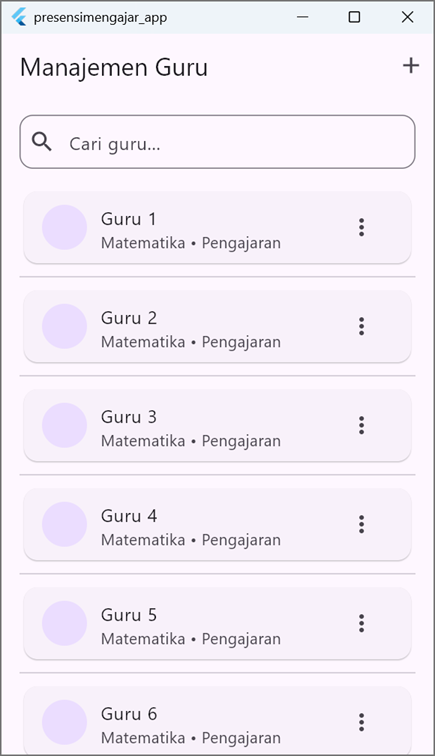 presensimengajar_app
Manajemen Guru
Cari guru...
Guru 1
Matematika • Pengajaran
Guru 2
Matematika • Pengajaran
Guru 3
Matematika • Pengajaran
Guru 4
Matematika • Pengajaran
Guru 5
Matematika • Pengajaran
Guru 6
Matematika • Pengajaran